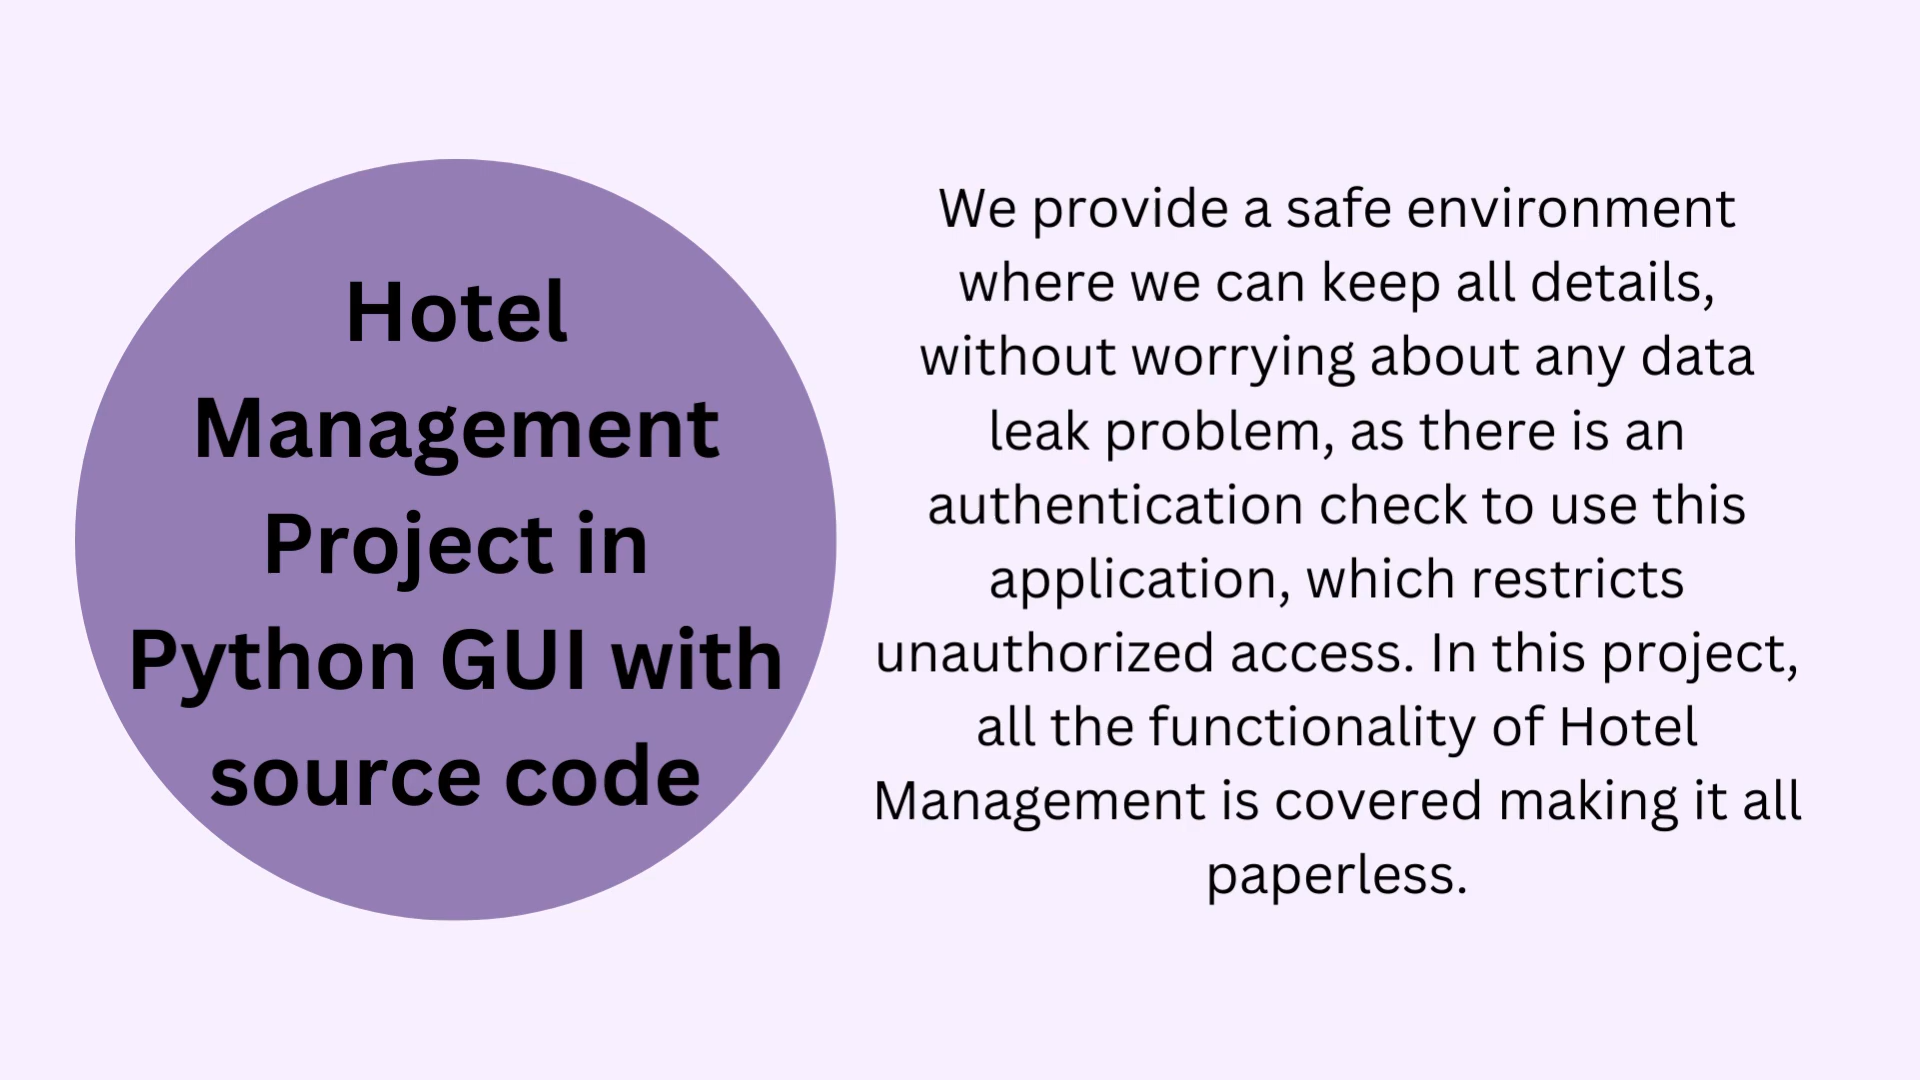 Hotel
Management
Project in
Python GUI with
source code
We provide a safe environment
where we can keep all details,
without worrying about any data
leak problem, as there is an
authentication check to use this
application, which restricts
unauthorized access. In this project,
all the functionality of Hotel
Management is covered making it all
paperless.